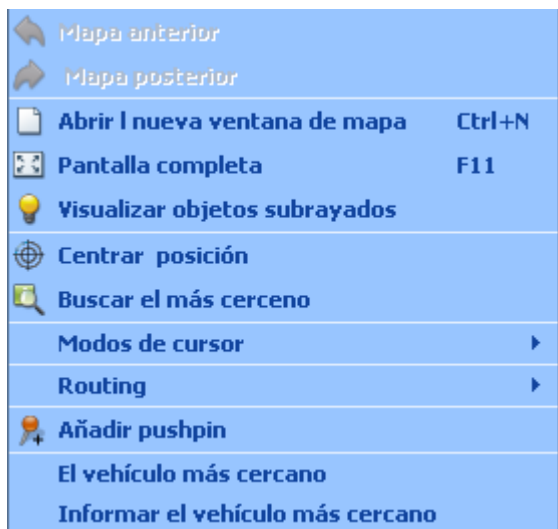 Mapa anterior
Mapa posterior
Abrir l nueva ventana de mapa Ctrl+N
Pantalla completa F11
Visualizar objetos subrayados
Centrar posición
Buscar el más cerceno
Modos de cursor
Routing
Añadir pushpin
El vehículo más cercano
Informar el vehículo más cercano